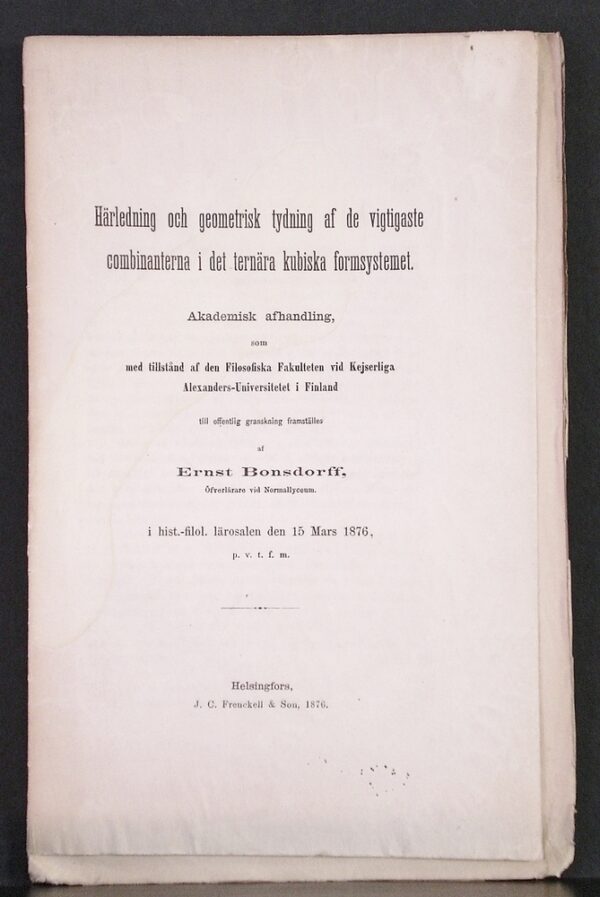 Härledning och geometrisk tydning af de vigtigaste
combinanterna i det ternära kubiska formsystemet.
Akademisk afhandling,
som
med tillstånd af den Filosofiska Fakulteten vid Kejserliga
Alexanders-Universitetet i Finland
till offentlig granskning framställes
af
Ernst Bonsdorff,
Öfverlärare vid Normallyceum.
i hist.-filol. lärosalen den 15 Mars 1876,
p. v. t. f. m.
Helsingfors,
J. C. Frenckell & Son, 1876.